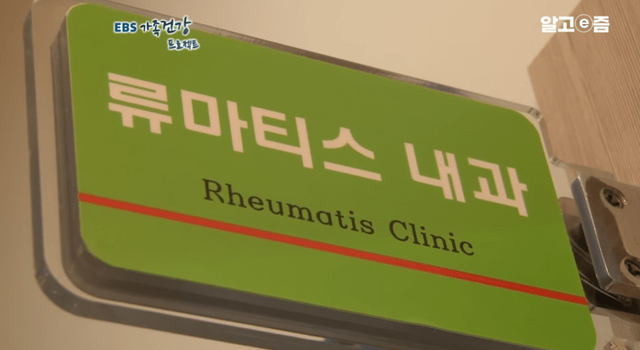 EBS 가족건강
프로젝트
알고e즘
류마티스 내과
Rheumatis Clinic